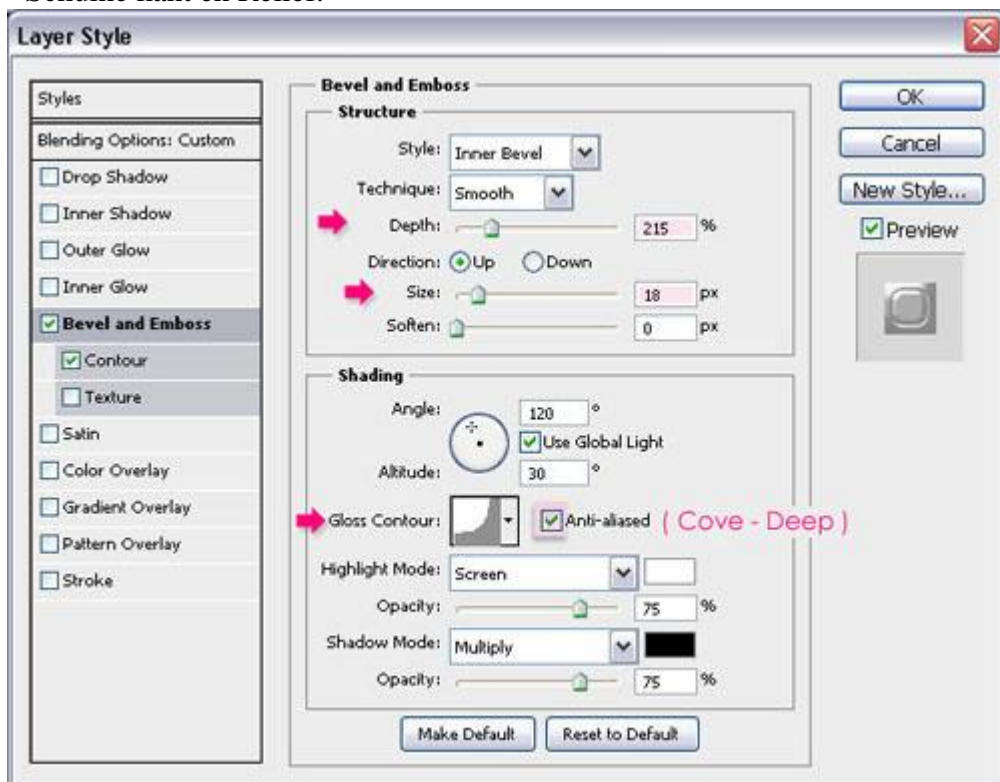 Schuine kant en Reliëf:
Layer Style
Styles
Blending Options: Custom
Drop Shadow
Inner Shadow
Outer Glow
Inner Glow
Bevel and Emboss
Contour
Texture
Satin
Color Overlay
Gradient Overlay
Pattern Overlay
Stroke
Bevel and Emboss
Structure
Style: Inner Bevel
Technique: Smooth
Depth: 215 %
Direction: Up Down
Size: 18 px
Soften: 0 px
Shading
Angle: 120 °
Use Global Light
Altitude: 30 °
Gloss Contour: Anti-aliased ( Cove - Deep )
Highlight Mode: Screen
Opacity: 75 %
Shadow Mode: Multiply
Opacity: 75 %
Make Default Reset to Default
OK
Cancel
New Style...
Preview